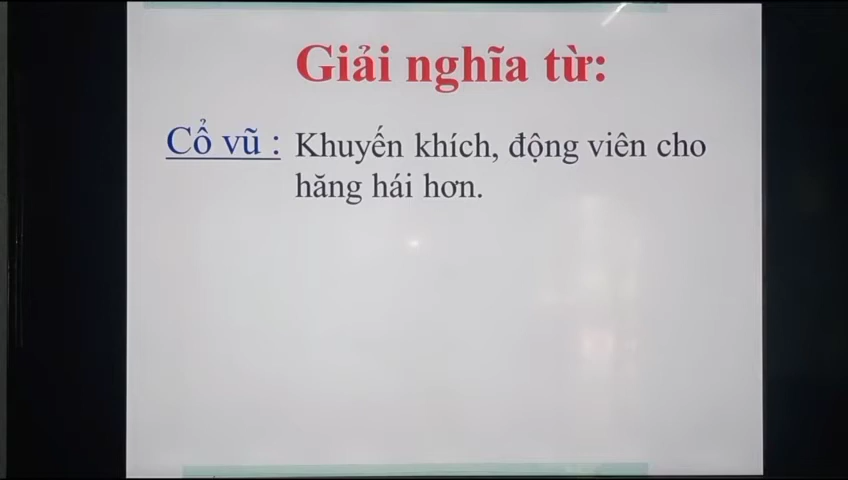 Giải nghĩa từ:
Cổ vũ : Khuyến khích, động viên cho
hăng hái hơn.